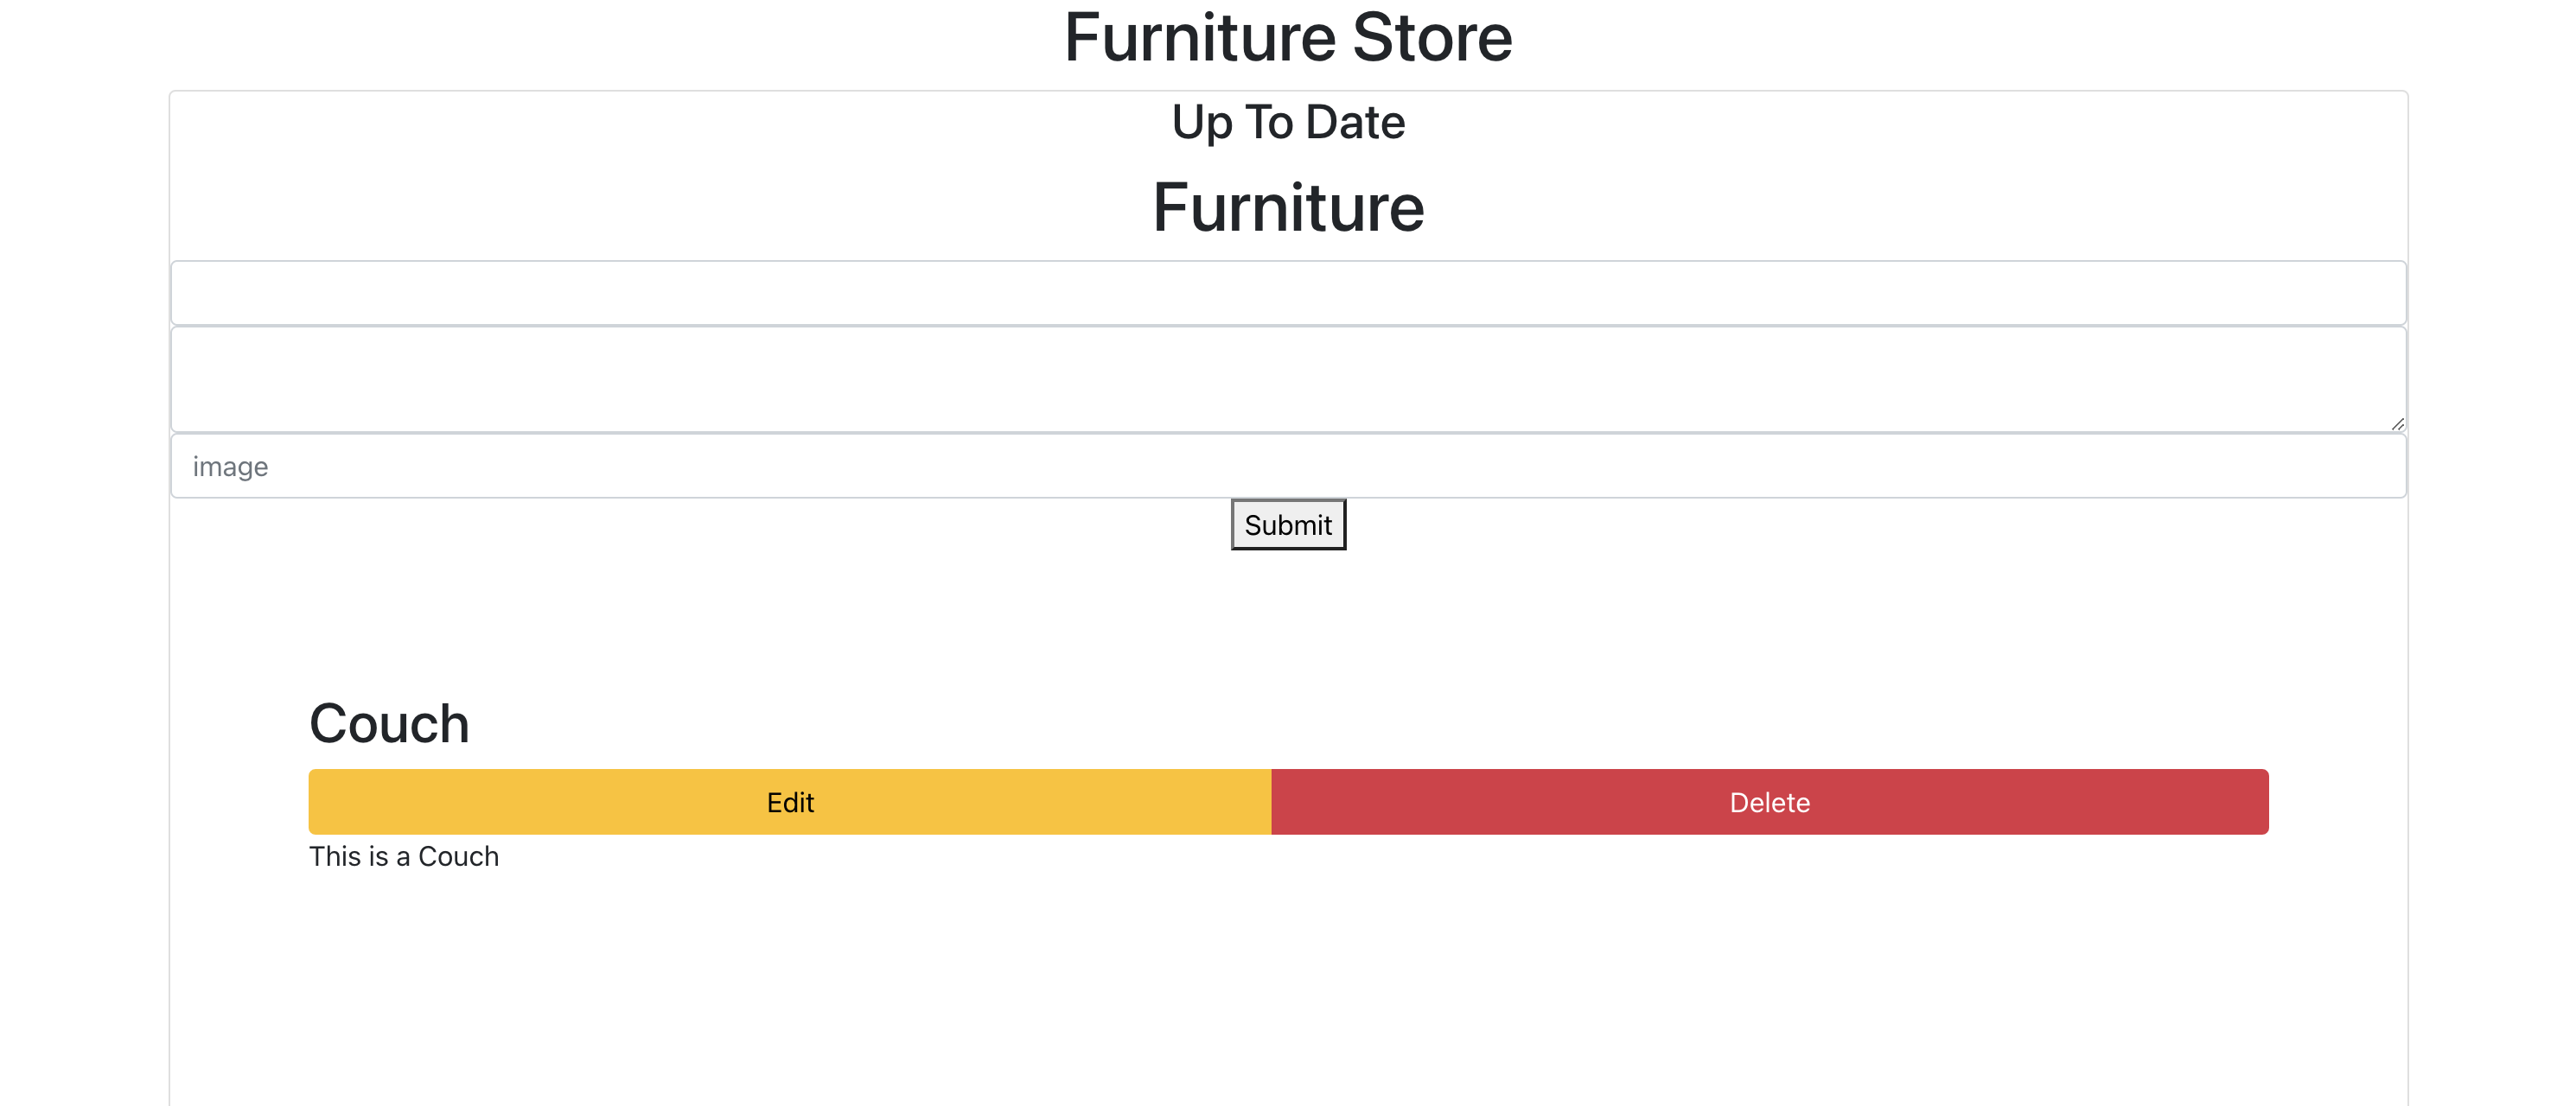 Furniture Store
Up To Date
Furniture
image
Submit
Couch
Edit Delete
This is a Couch